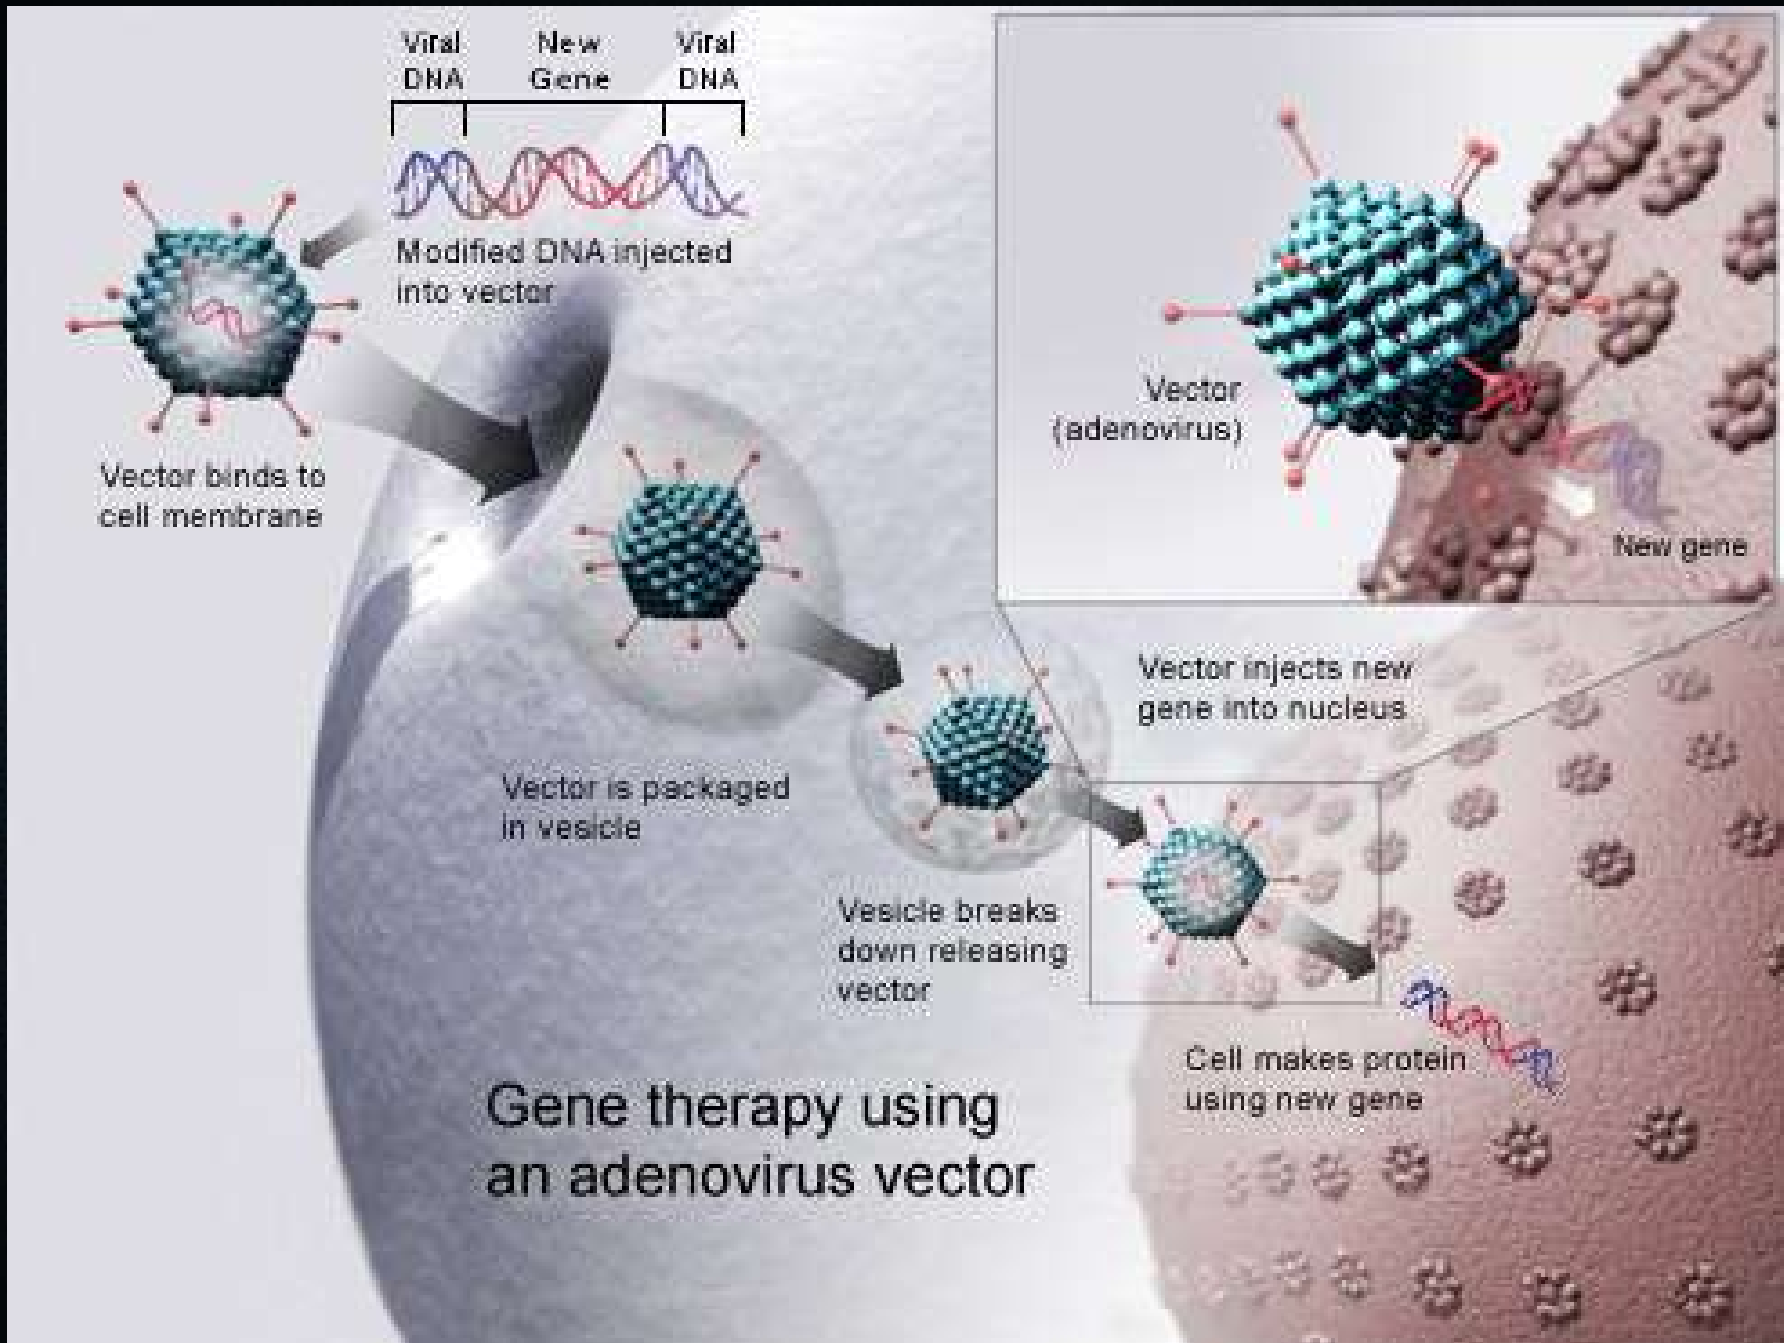 Viral
DNA
New
Gene
Viral
DNA
Modified DNA injected
into vector
Vector binds to
cell membrane
Vector
(adenovirus)
New gene
Vector injects new
gene into nucleus
Vector is packaged
in vesicle
Vesicle breaks
down releasing
vector
Cell makes protein
using new gene
Gene therapy using
an adenovirus vector